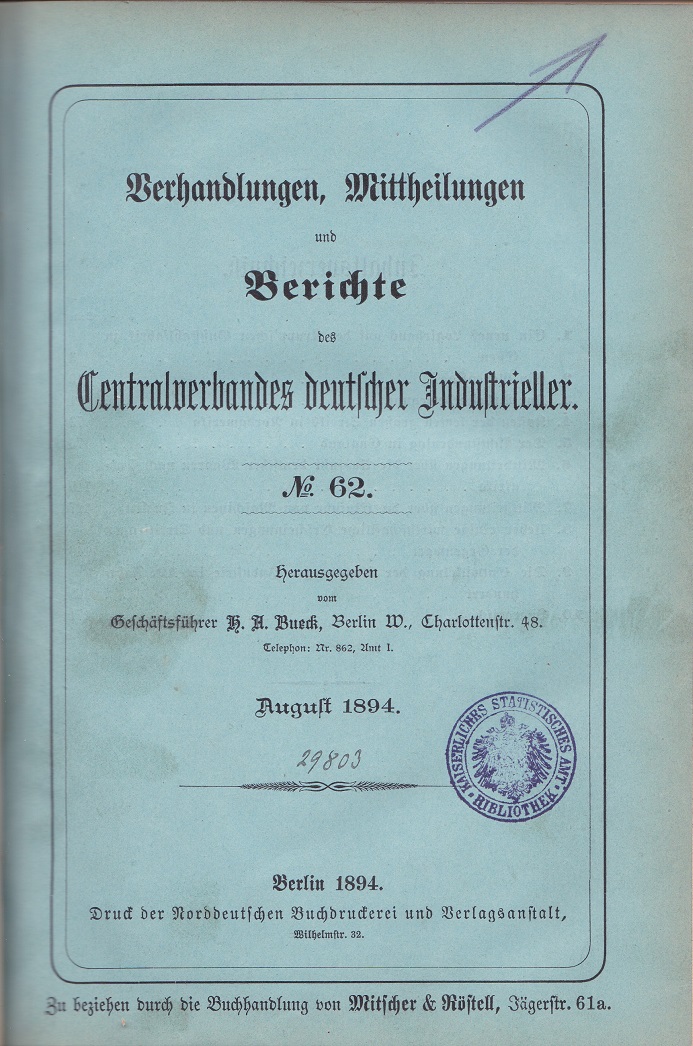 Verhandlungen, Mittheilungen
und
Berichte
des
Centralverbandes deutscher Industrieller.
№ 62.
Herausgegeben
vom
Geschäftsführer H. A. Bueck, Berlin W., Charlottenstr. 48.
Telephon: Nr. 862, Amt I.
August 1894.
29803
KAISERLICHES STATISTISCHES AMT
BIBLIOTHEK
Berlin 1894.
Druck der Norddeutschen Buchdruckerei und Verlagsanstalt,
Wilhelmstr. 32.
Zu beziehen durch die Buchhandlung von Mitscher & Röstell, Jägerstr. 61a.